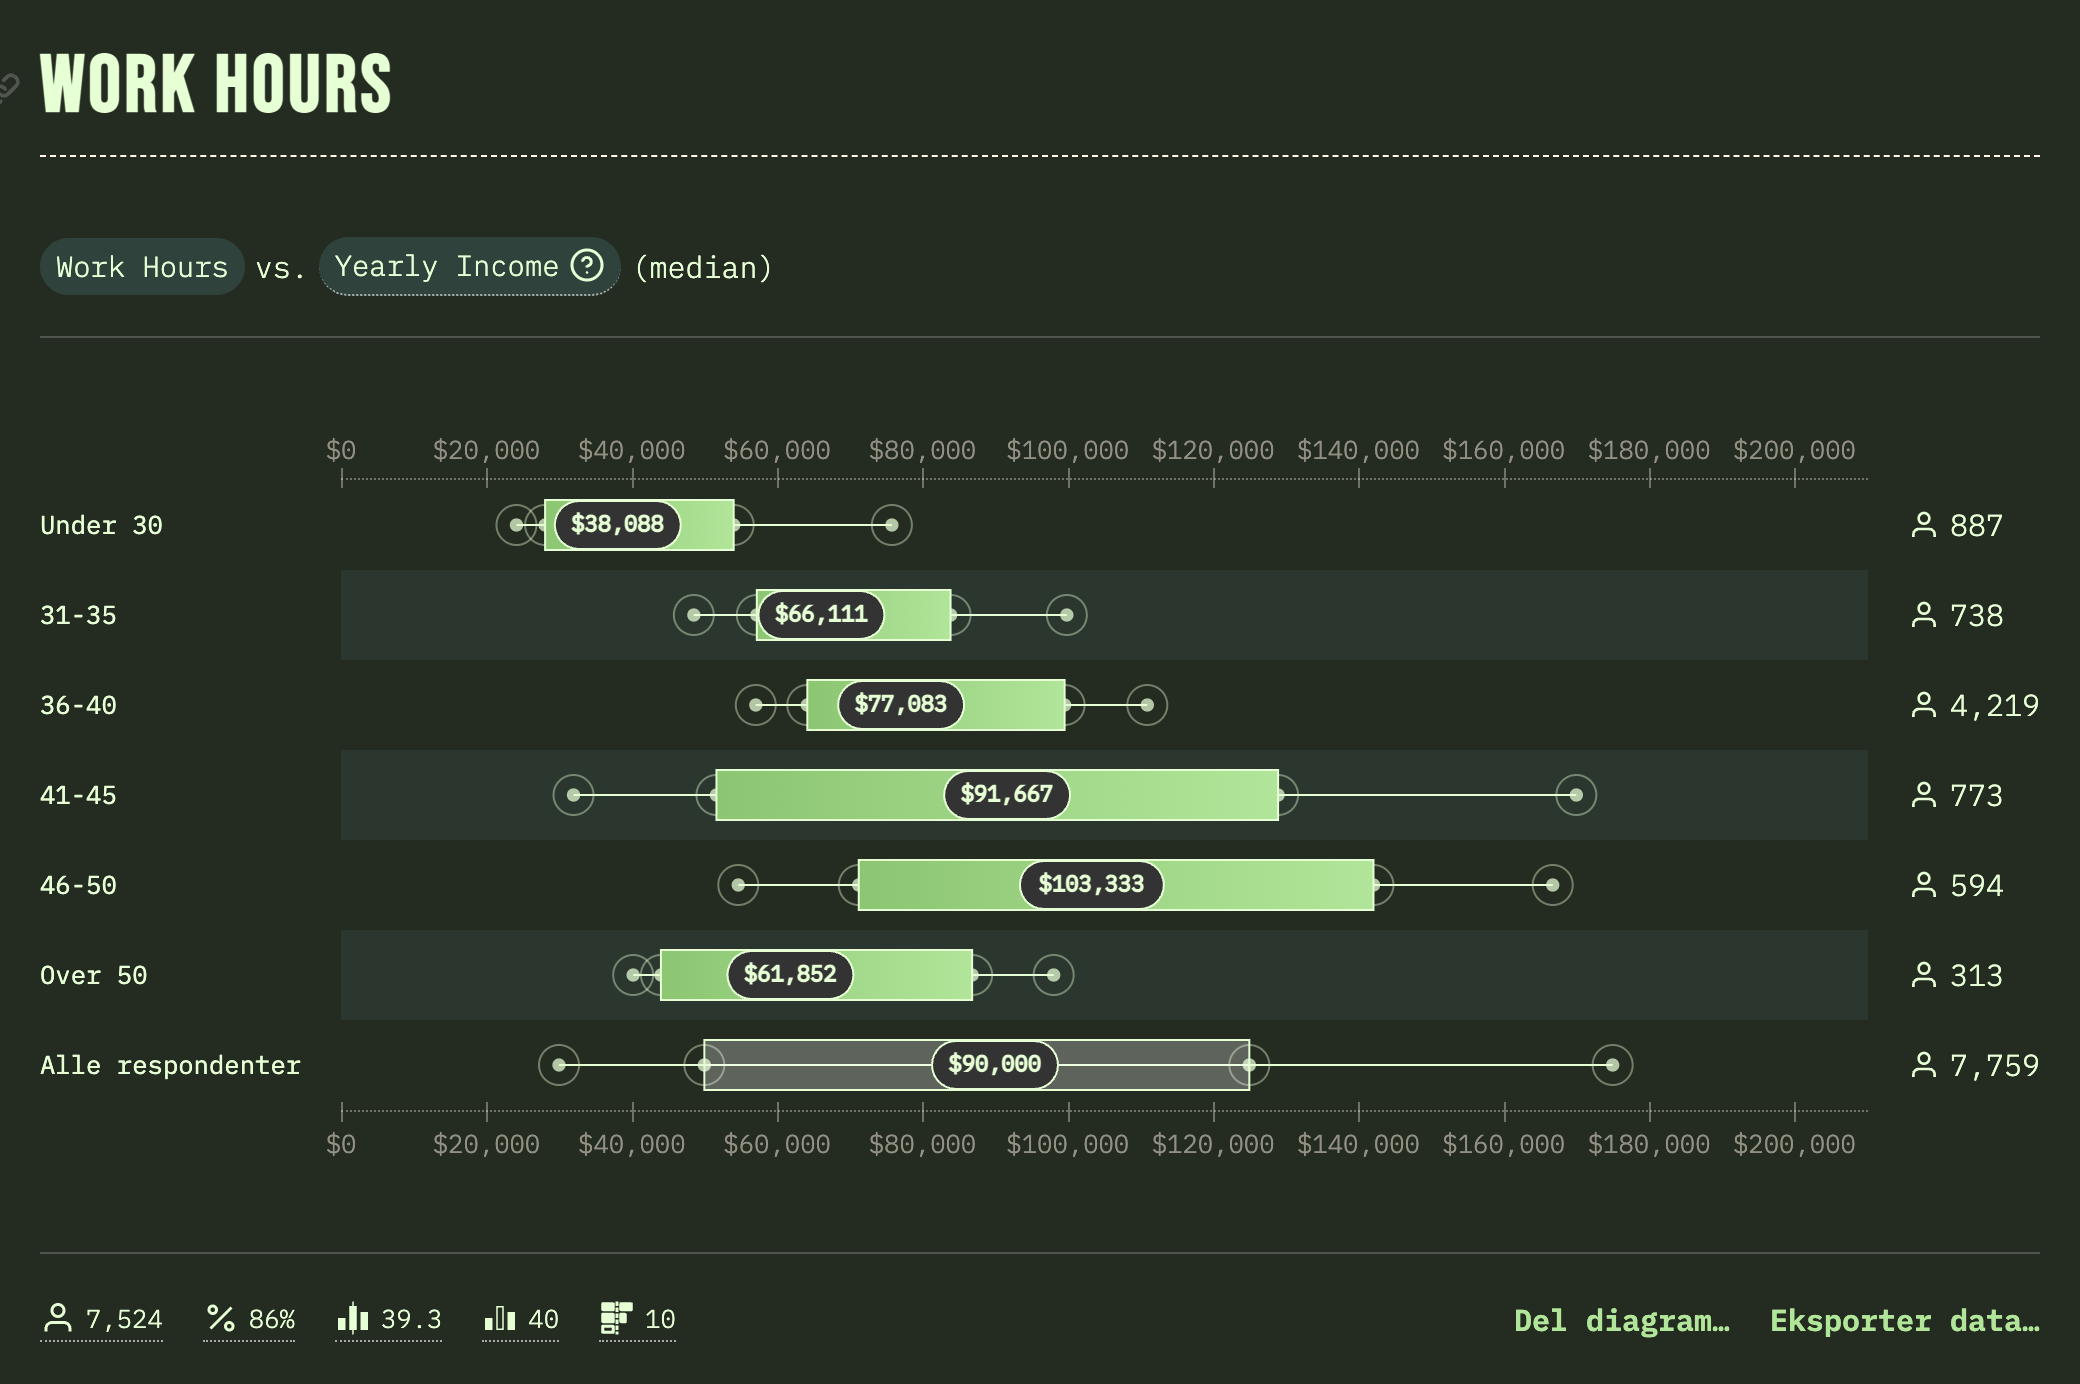 WORK HOURS
Work Hours vs. Yearly Income ? (median)
$0 $20,000 $40,000 $60,000 $80,000 $100,000 $120,000 $140,000 $160,000 $180,000 $200,000
Under 30 $38,088 887
31-35 $66,111 738
36-40 $77,083 4,219
41-45 $91,667 773
46-50 $103,333 594
Over 50 $61,852 313
Alle respondenter $90,000 7,759
$0 $20,000 $40,000 $60,000 $80,000 $100,000 $120,000 $140,000 $160,000 $180,000 $200,000
7,524 86% 39.3 40 10 Del diagram… Eksporter data…